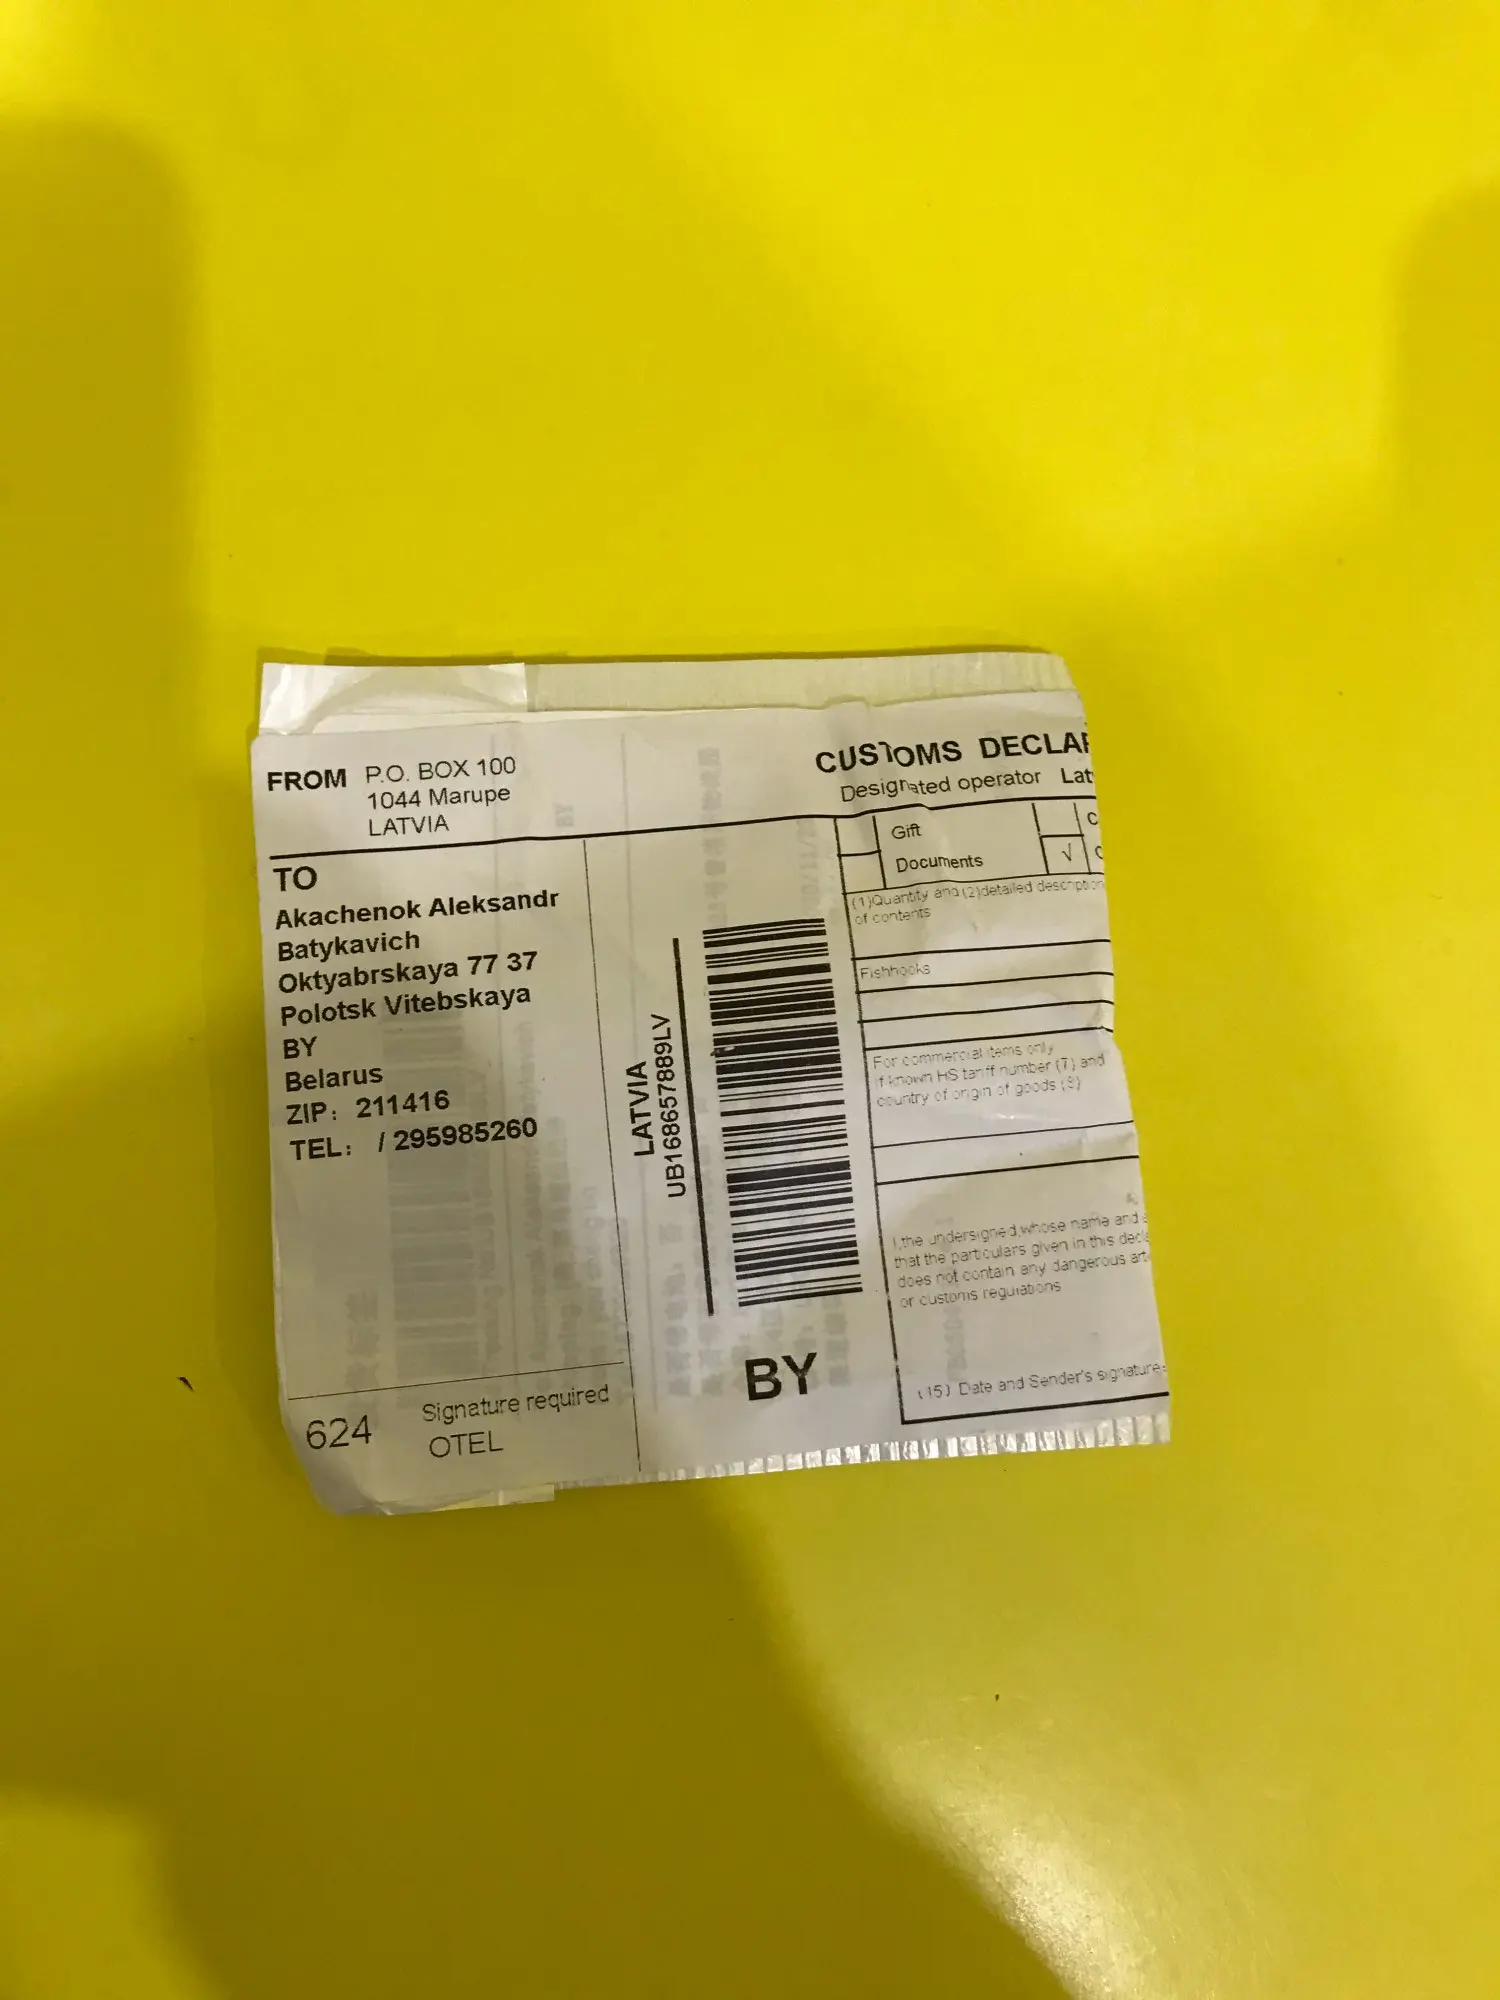 FROM P.O. BOX 100
1044 Marupe
LATVIA
TO
Akachenok Aleksandr
Batykavich
Oktyabrskaya 77 37
Polotsk Vitebskaya
BY
Belarus
ZIP: 211416
TEL: / 295985260
624
Signature required
OTEL
LATVIA
UB168657889LV
BY
CUSTOMS DECLAR
Designated operator Lat
Gift
Documents √
(1)Quantity and (2)detailed description
of contents
Fishhooks
For commercial items only
if known HS tariff number (7) and
country of origin of goods (8)
I,the undersigned,whose name and
that the particulars given in this decla
does not contain any dangerous arti
or customs regulations
(15) Date and Sender's signature: